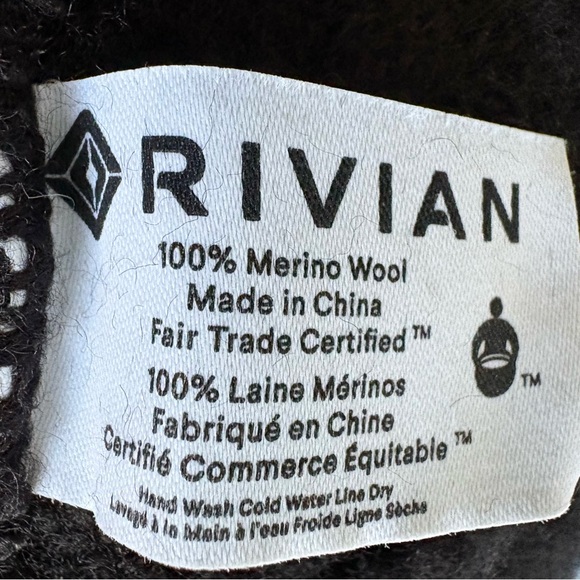 RIVIAN
100% Merino Wool
Made in China
Fair Trade Certified™
TM
100% Laine Mérinos
Fabriqué en Chine
Certifié Commerce Équitable™
Hand Wash Cold Water Line Dry
Lavage à la Main à l'eau Froide Ligne Sèche